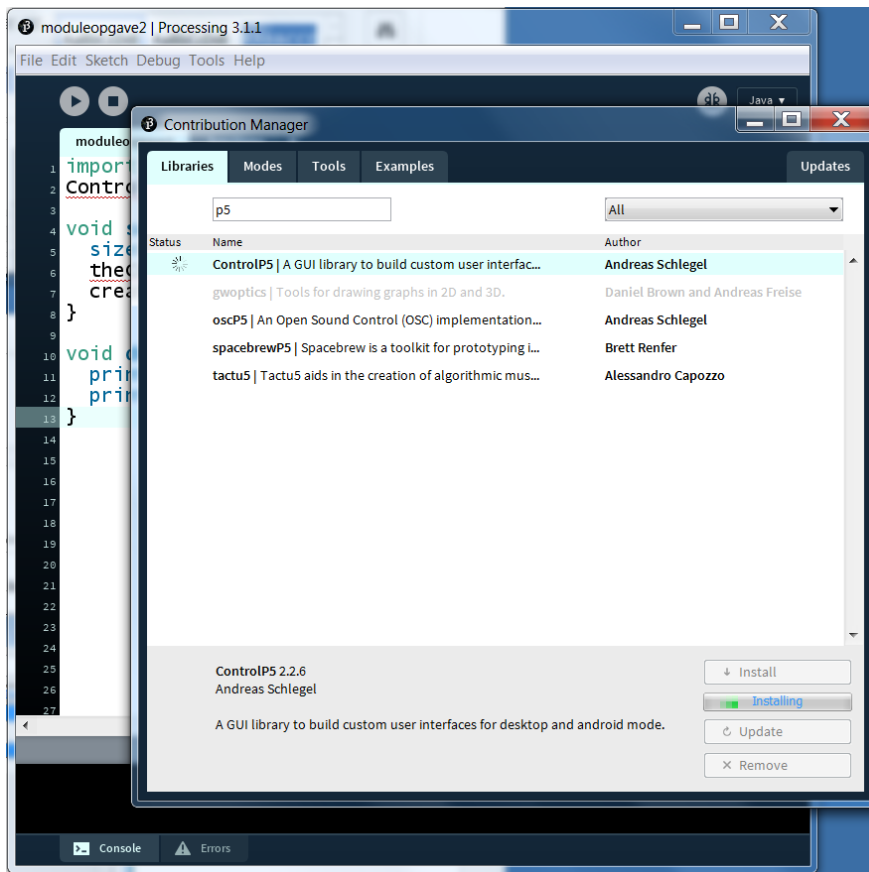 moduleopgave2 | Processing 3.1.1
File Edit Sketch Debug Tools Help
Java ▾
Contribution Manager
moduleo
Libraries Modes Tools Examples Updates
p5 All
Status Name Author
ControlP5 | A GUI library to build custom user interfac... Andreas Schlegel
gwoptics | Tools for drawing graphs in 2D and 3D. Daniel Brown and Andreas Freise
oscP5 | An Open Sound Control (OSC) implementation... Andreas Schlegel
spacebrewP5 | Spacebrew is a toolkit for prototyping i... Brett Renfer
tactu5 | Tactu5 aids in the creation of algorithmic mus... Alessandro Capozzo
1 import
2 Contro
3
4 void s
5 size
6 theC
7 crea
8 }
9
10 void d
11 prin
12 prin
13 }
14
15
16
17
18
19
20
21
22
23
24
25
26
27
ControlP5 2.2.6
Andreas Schlegel
A GUI library to build custom user interfaces for desktop and android mode.
Install
Installing
Update
Remove
Console Errors